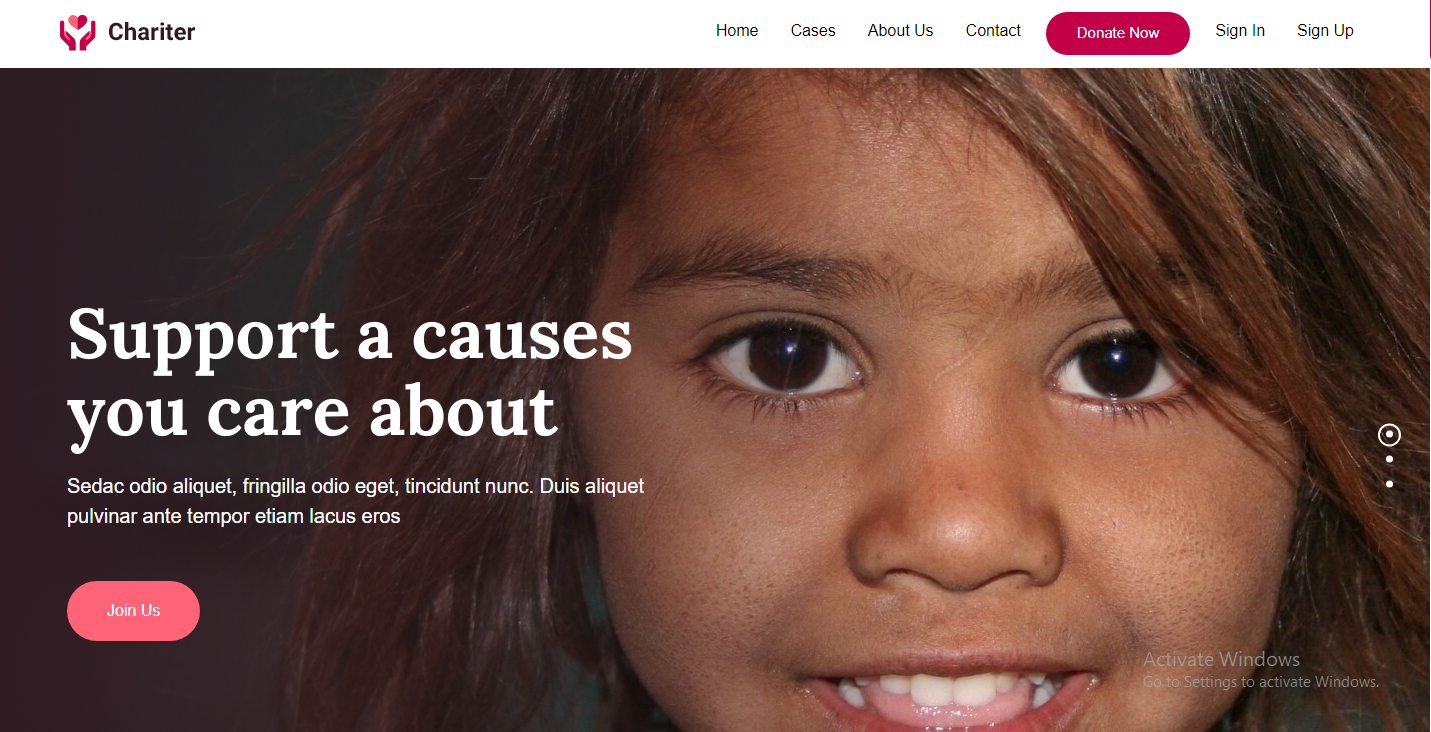 Chariter
Home Cases About Us Contact Donate Now Sign In Sign Up
Support a causes
you care about
Sedac odio aliquet, fringilla odio eget, tincidunt nunc. Duis aliquet
pulvinar ante tempor etiam lacus eros
Join Us
Activate Windows
Go to Settings to activate Windows.